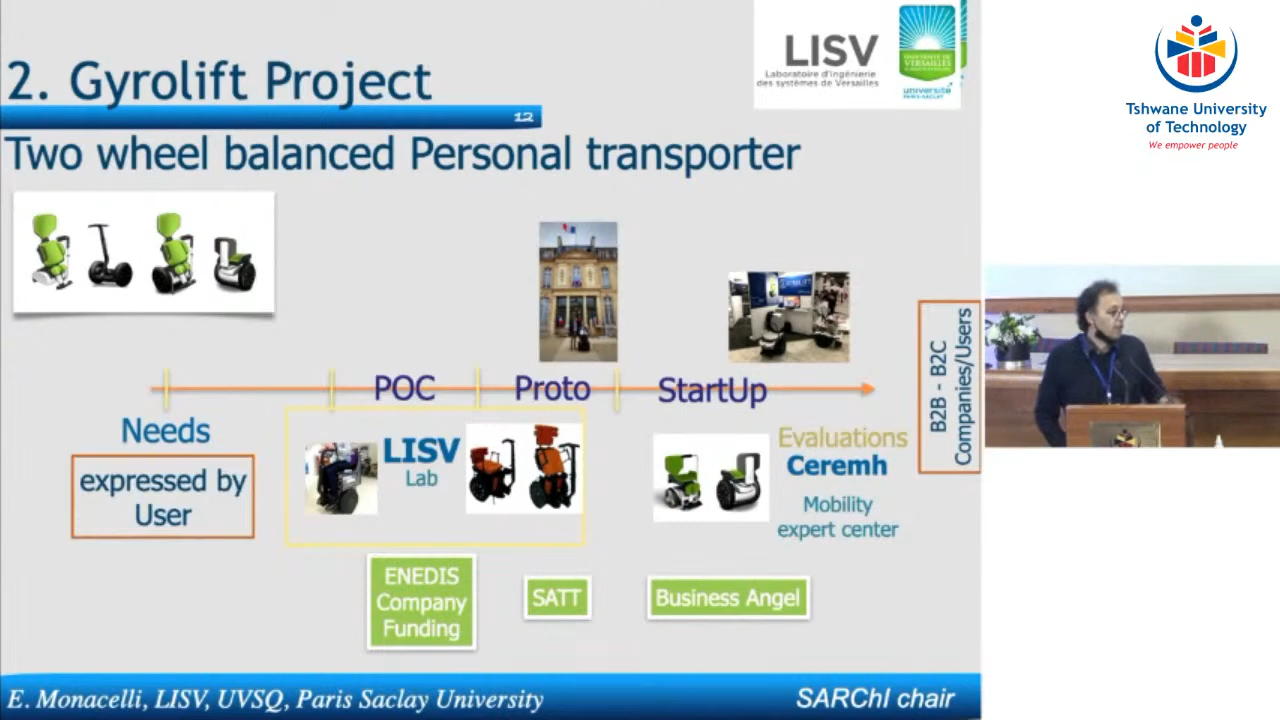 2. Gyrolift Project
12
LISV
Laboratoire d'ingénierie
des systèmes de Versailles
UNIVERSITÉ DE
VERSAILLES
université
PARIS-SACLAY
Tshwane University
of Technology
We empower people
Two wheel balanced Personal transporter
POC
Proto
StartUp
Needs
expressed by
User
LISV
Lab
Evaluations
Ceremh
Mobility
expert center
B2B - B2C
Companies/Users
ENEDIS
Company
Funding
SATT
Business Angel
E. Monacelli, LISV, UVSQ, Paris Saclay University
SARChI chair